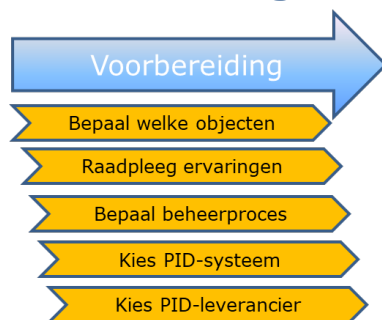 Voorbereiding
Bepaal welke objecten
Raadpleeg ervaringen
Bepaal beheerproces
Kies PID-systeem
Kies PID-leverancier